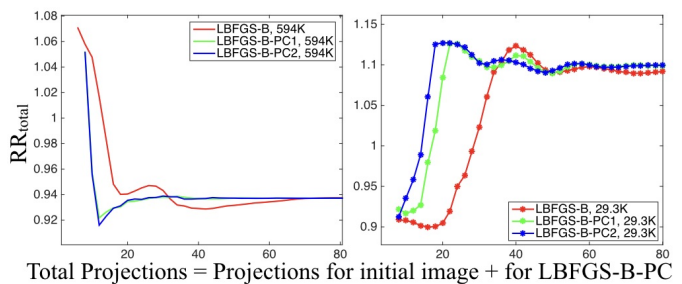 1.08
1.06
1.04
1.02
1
0.98
0.96
0.94
0.92
RR_total
LBFGS-B, 594K
LBFGS-B-PC1, 594K
LBFGS-B-PC2, 594K
20 40 60 80
1.15
1.1
1.05
1
0.95
0.9
LBFGS-B, 29.3K
LBFGS-B-PC1, 29.3K
LBFGS-B-PC2, 29.3K
20 40 60 80
Total Projections = Projections for initial image + for LBFGS-B-PC